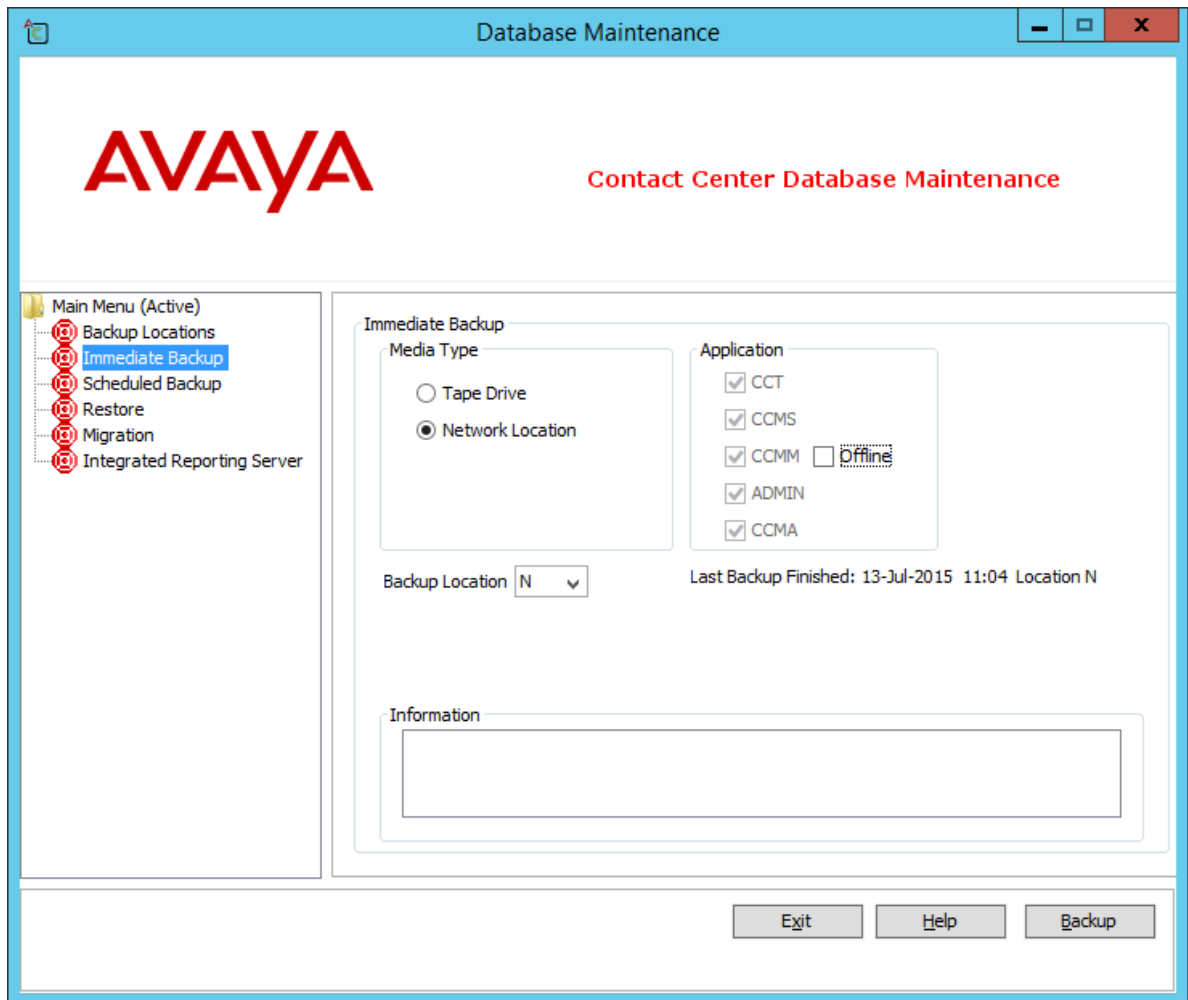 Database Maintenance
AVAYA
Contact Center Database Maintenance
Main Menu (Active)
Backup Locations
Immediate Backup
Scheduled Backup
Restore
Migration
Integrated Reporting Server
Immediate Backup
Media Type
Tape Drive
Network Location
Application
CCT
CCMS
CCMM Offline
ADMIN
CCMA
Backup Location N
Last Backup Finished: 13-Jul-2015 11:04 Location N
Information
Exit Help Backup